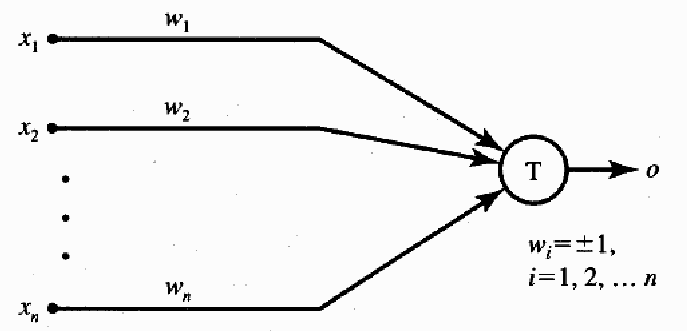 w₁
x₁
w₂
x₂
T
o
wᵢ=±1,
i=1, 2, ... n
wₙ
xₙ